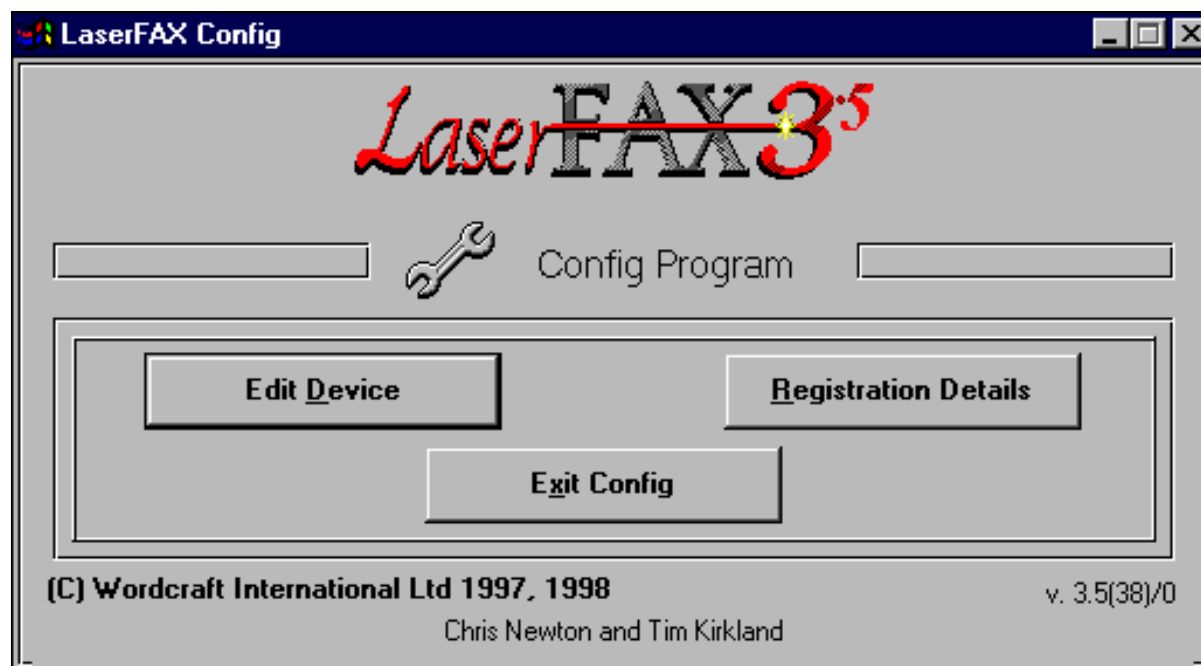 LaserFAX Config
LaserFAX 3.5
Config Program
Edit Device
Registration Details
Exit Config
(C) Wordcraft International Ltd 1997, 1998
v. 3.5(38)/0
Chris Newton and Tim Kirkland